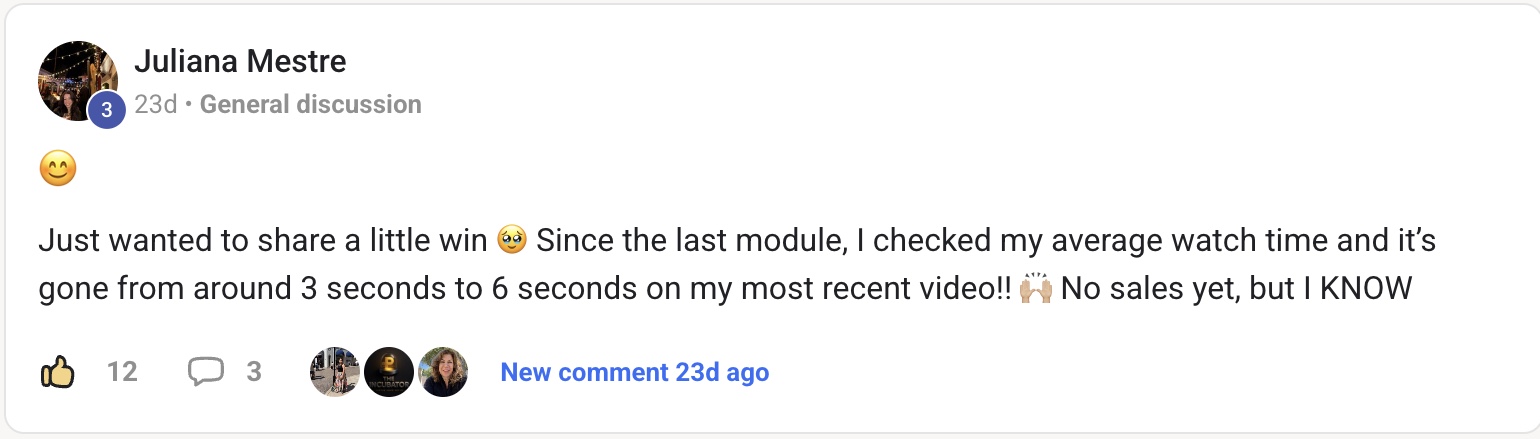 Juliana Mestre
3
23d • General discussion
😊
Just wanted to share a little win 🥹 Since the last module, I checked my average watch time and it’s
gone from around 3 seconds to 6 seconds on my most recent video!! 🙌🏼 No sales yet, but I KNOW
12 3 THE INCUBATOR New comment 23d ago